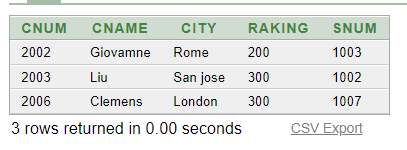 CNUM CNAME CITY RAKING SNUM
2002 Giovamne Rome 200 1003
2003 Liu San jose 300 1002
2006 Clemens London 300 1007
3 rows returned in 0.00 seconds CSV Export